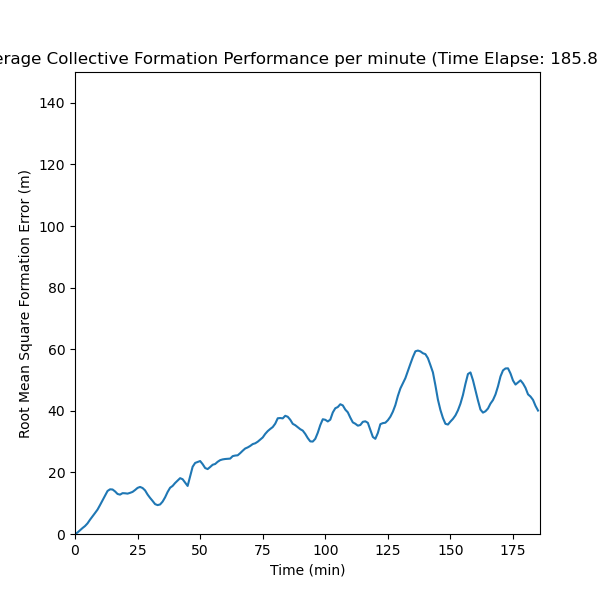 erage Collective Formation Performance per minute (Time Elapse: 185.8
140
120
100
80
60
40
20
0
Root Mean Square Formation Error (m)
0 25 50 75 100 125 150 175
Time (min)